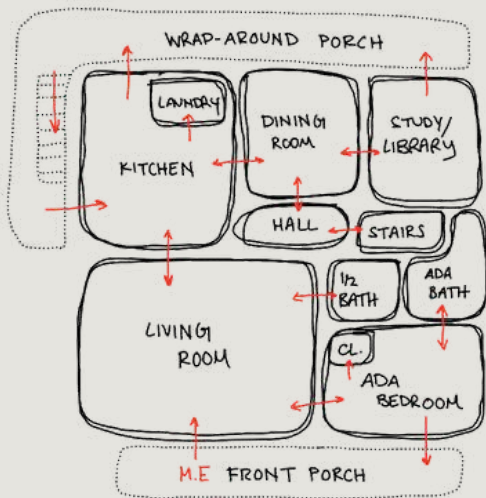 WRAP-AROUND PORCH
LAUNDRY
KITCHEN
DINING
ROOM
STUDY/
LIBRARY
HALL
STAIRS
LIVING
ROOM
1/2
BATH
ADA
BATH
CL.
ADA
BEDROOM
M.E FRONT PORCH